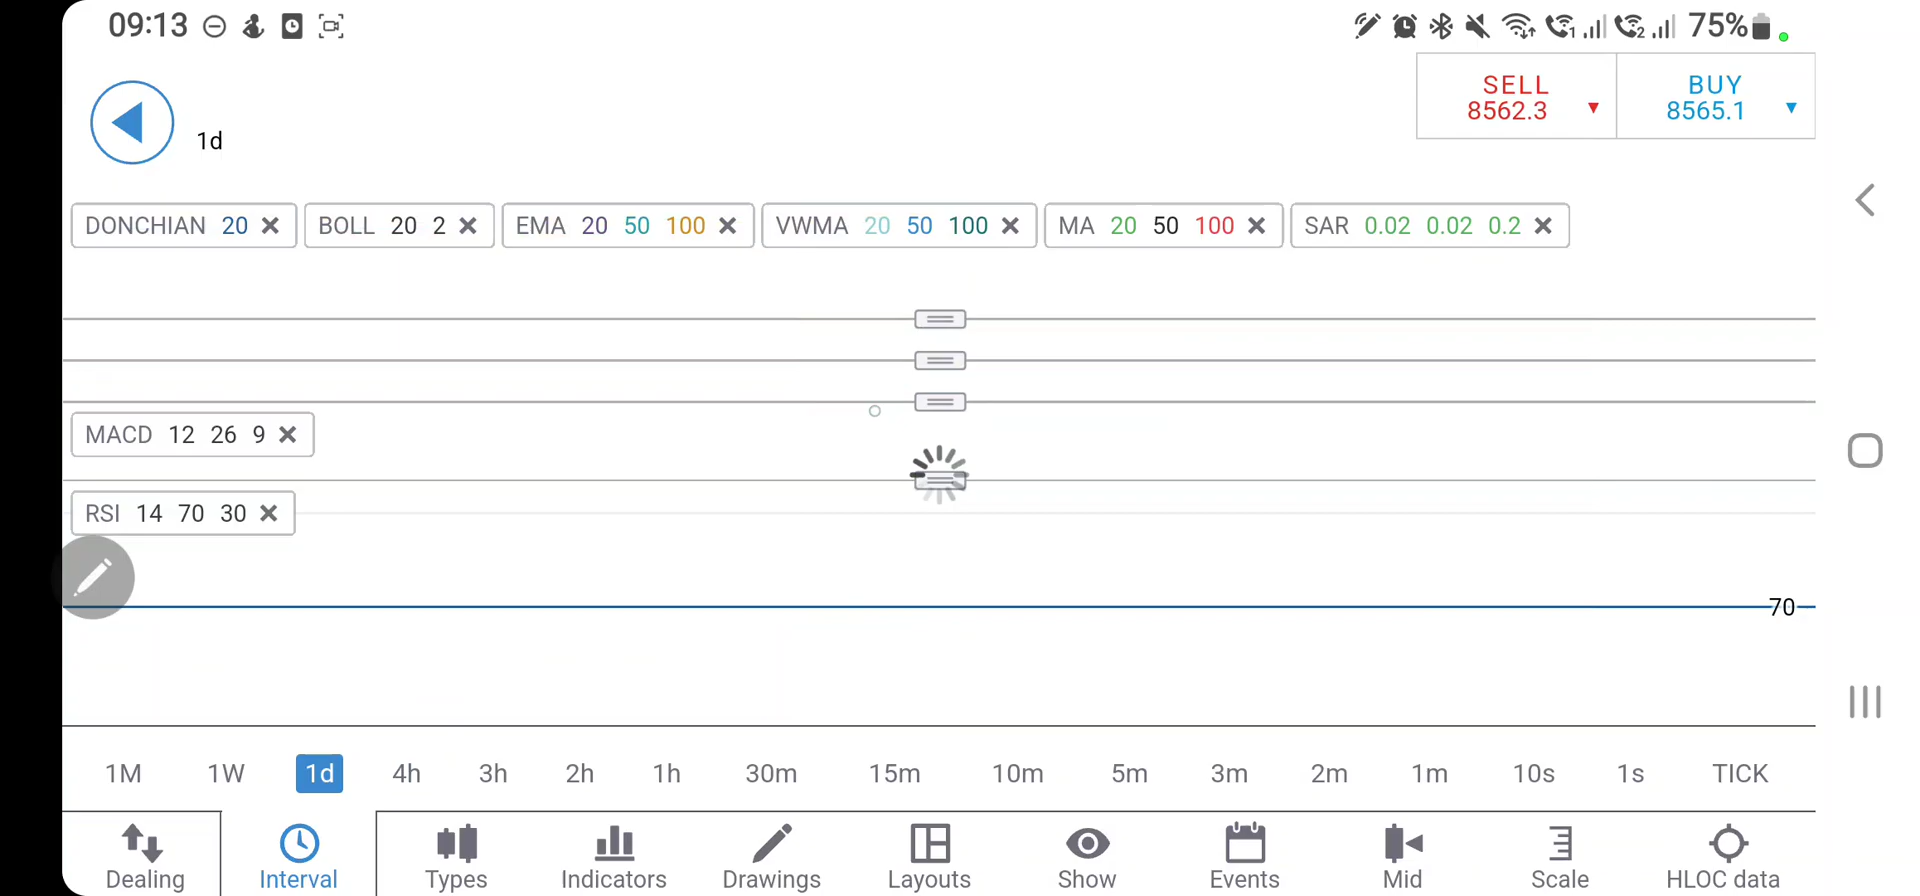 09:13
75%
SELL
8562.3
BUY
8565.1
1d
DONCHIAN 20
BOLL 20 2
EMA 20 50 100
VWMA 20 50 100
MA 20 50 100
SAR 0.02 0.02 0.2
MACD 12 26 9
RSI 14 70 30
70
1M 1W 1d 4h 3h 2h 1h 30m 15m 10m 5m 3m 2m 1m 10s 1s TICK
Dealing Interval Types Indicators Drawings Layouts Show Events Mid Scale HLOC data